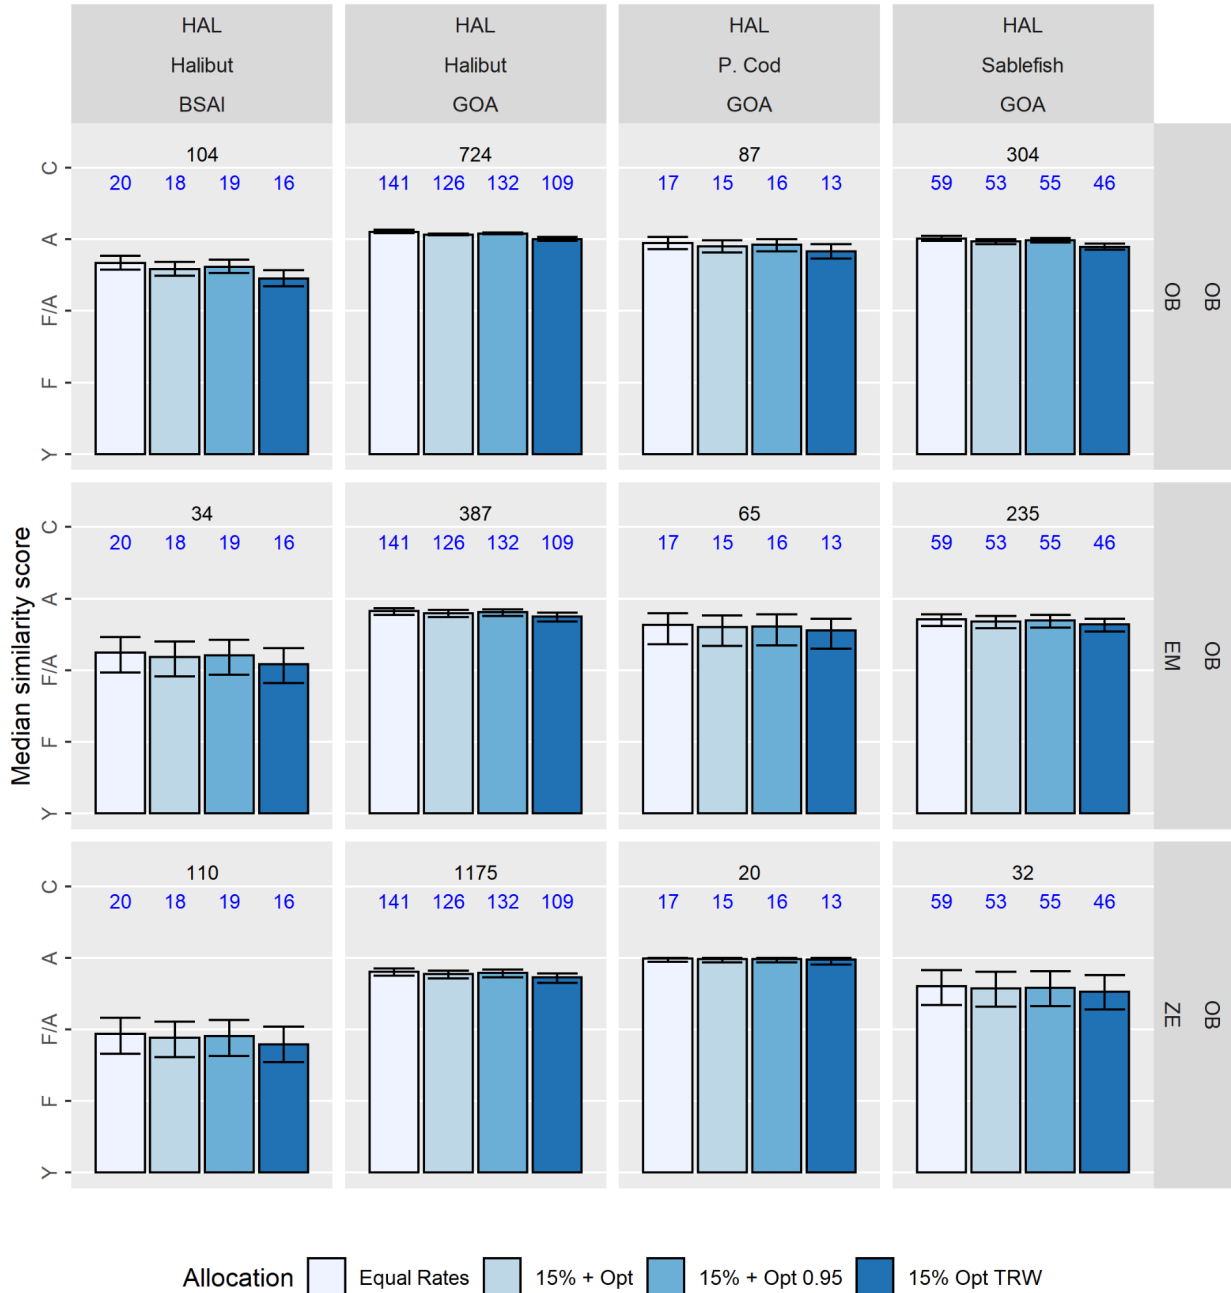 HAL HAL HAL HAL
Halibut Halibut P. Cod Sablefish
BSAI GOA GOA GOA
104 724 87 304
C
20 18 19 16 141 126 132 109 17 15 16 13 59 53 55 46
A
F/A
F
Y
OB
OB
Median similarity score
34 387 65 235
C
20 18 19 16 141 126 132 109 17 15 16 13 59 53 55 46
A
F/A
F
Y
OB
EM
110 1175 20 32
C
20 18 19 16 141 126 132 109 17 15 16 13 59 53 55 46
A
F/A
F
Y
OB
ZE
Allocation Equal Rates 15% + Opt 15% + Opt 0.95 15% Opt TRW